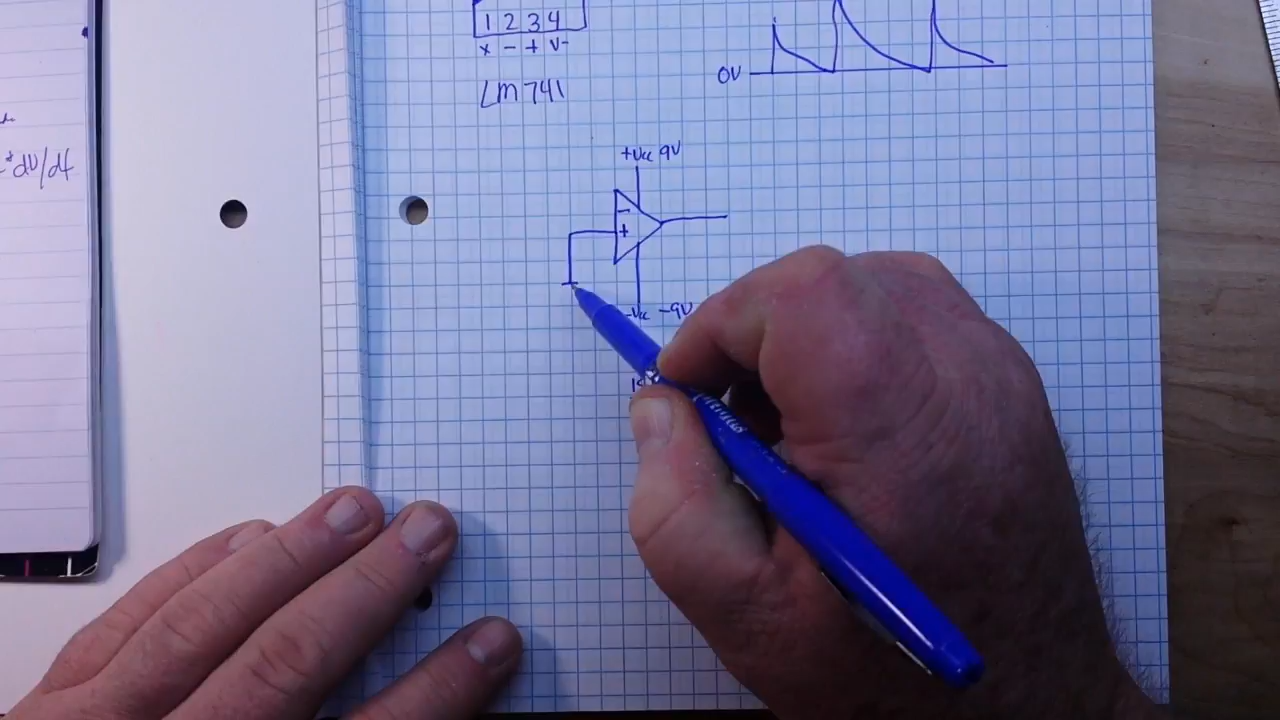 1 2 3 4
x - + V-
LM741
0V
dV/dt
+Vcc 9V
-
+
-Vcc -9V